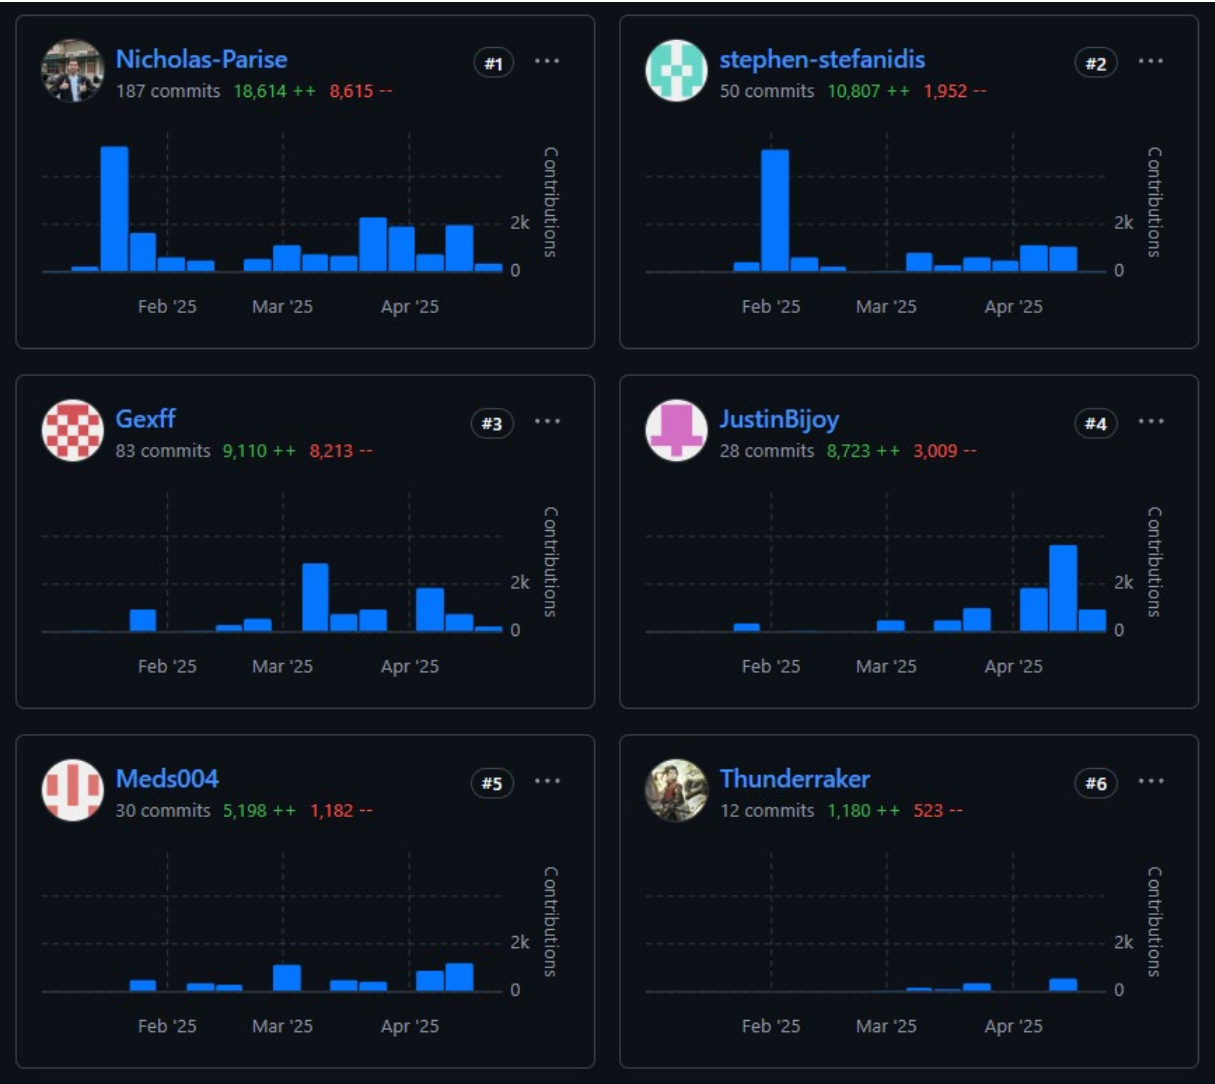 Nicholas-Parise #1 ···
187 commits 18,614 ++ 8,615 --
Contributions
2k
0
Feb '25 Mar '25 Apr '25
stephen-stefanidis #2 ···
50 commits 10,807 ++ 1,952 --
Contributions
2k
0
Feb '25 Mar '25 Apr '25
Gexff #3 ···
83 commits 9,110 ++ 8,213 --
Contributions
2k
0
Feb '25 Mar '25 Apr '25
JustinBijoy #4 ···
28 commits 8,723 ++ 3,009 --
Contributions
2k
0
Feb '25 Mar '25 Apr '25
Meds004 #5 ···
30 commits 5,198 ++ 1,182 --
Contributions
2k
0
Feb '25 Mar '25 Apr '25
Thunderraker #6 ···
12 commits 1,180 ++ 523 --
Contributions
2k
0
Feb '25 Mar '25 Apr '25